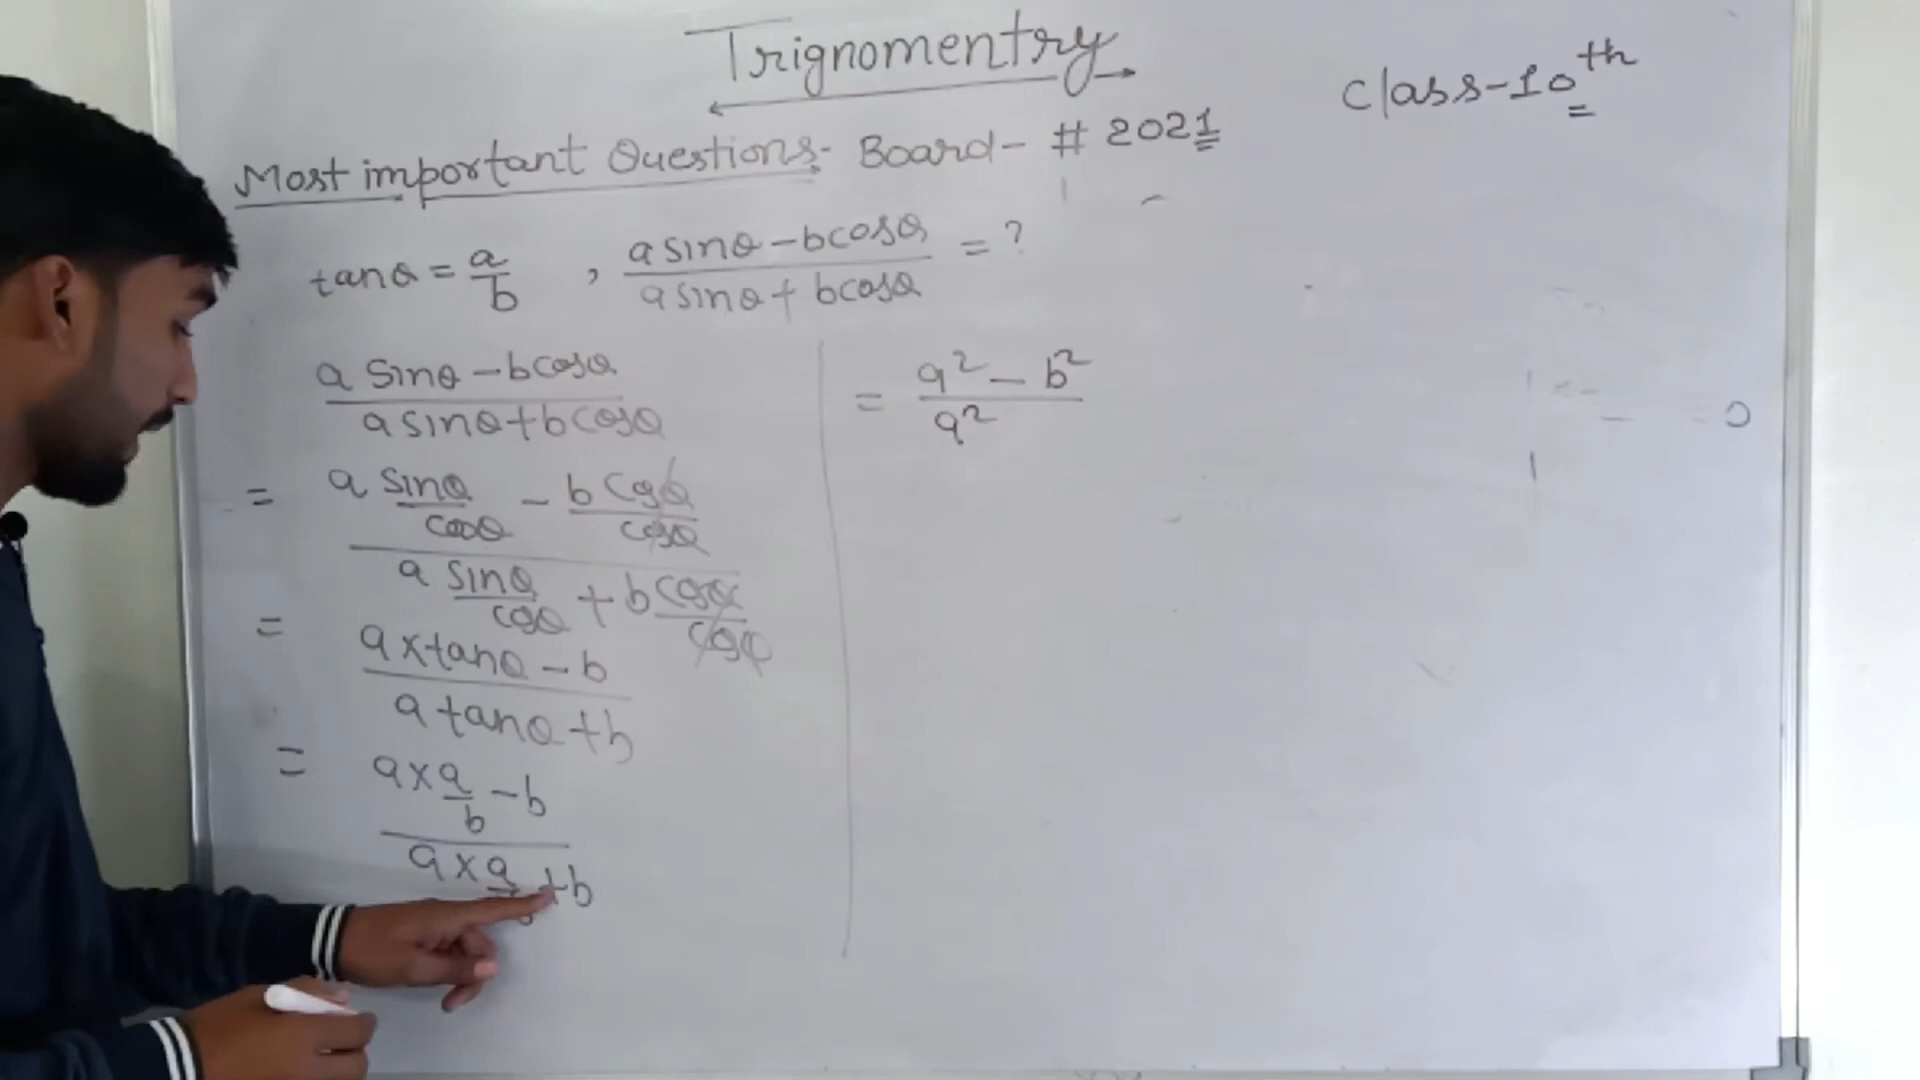 Trignomentry
Class-10th
Most important Questions- Board- # 2021
tanθ = a/b , (a sinθ - b cosθ)/(a sinθ + b cosθ) = ?
(a sinθ - b cosθ)/(a sinθ + b cosθ)
= (a sinθ/cosθ - b cosθ/cosθ)/(a sinθ/cosθ + b cosθ/cosθ)
= (a × tanθ - b)/(a tanθ + b)
= (a × a/b - b)/(a × a/b + b)
= (a² - b²)/a²